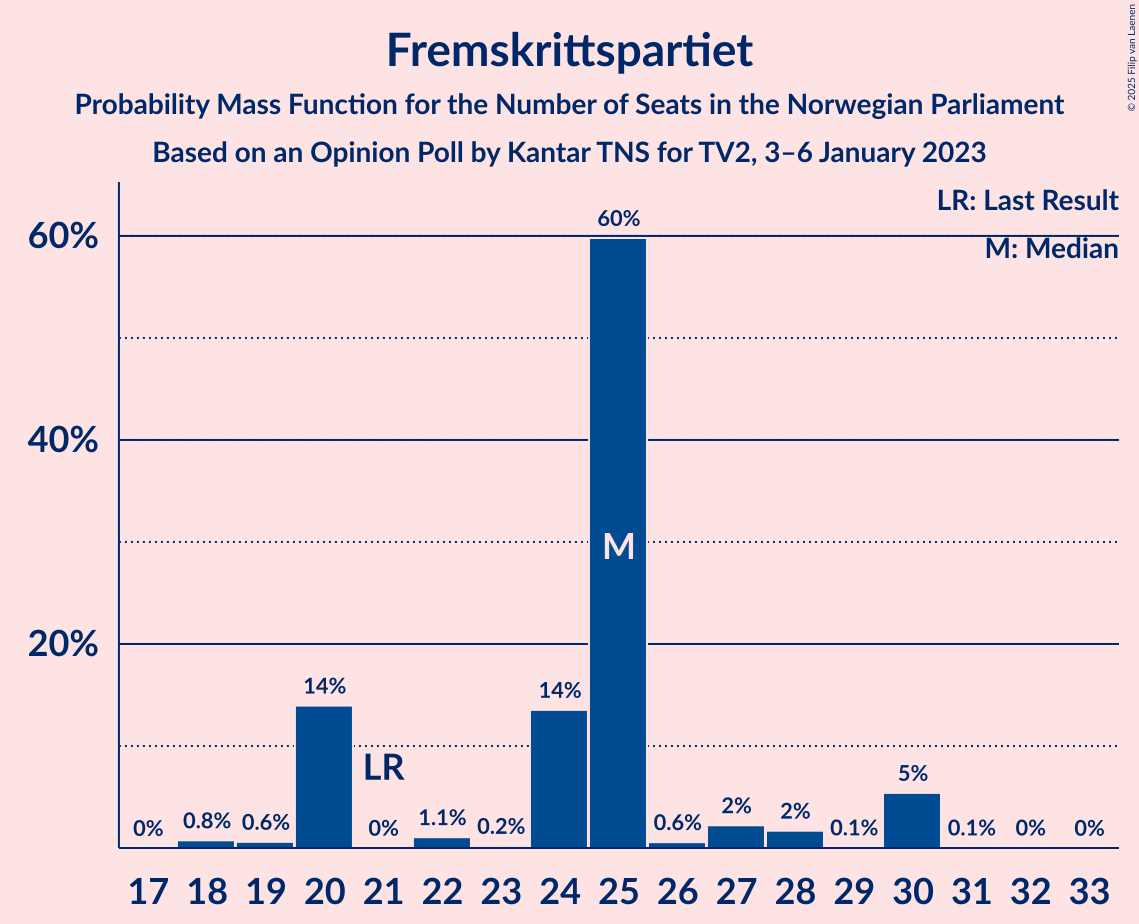 Fremskrittspartiet
Probability Mass Function for the Number of Seats in the Norwegian Parliament
Based on an Opinion Poll by Kantar TNS for TV2, 3–6 January 2023
© 2025 Filip van Laenen
LR: Last Result
M: Median
60%
40%
20%
0%
0.8%
0.6%
14%
0%
1.1%
0.2%
14%
60%
0.6%
2%
2%
0.1%
5%
0.1%
0%
0%
LR
M
17 18 19 20 21 22 23 24 25 26 27 28 29 30 31 32 33